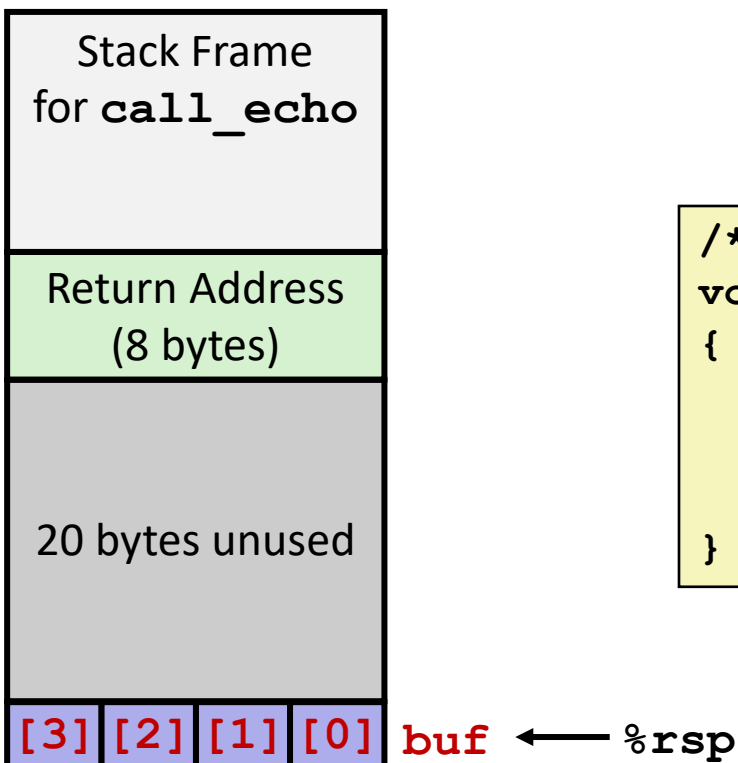 Stack Frame
for call_echo
Return Address
(8 bytes)
20 bytes unused
[3] [2] [1] [0] buf ← %rsp
/*
vo
{
}